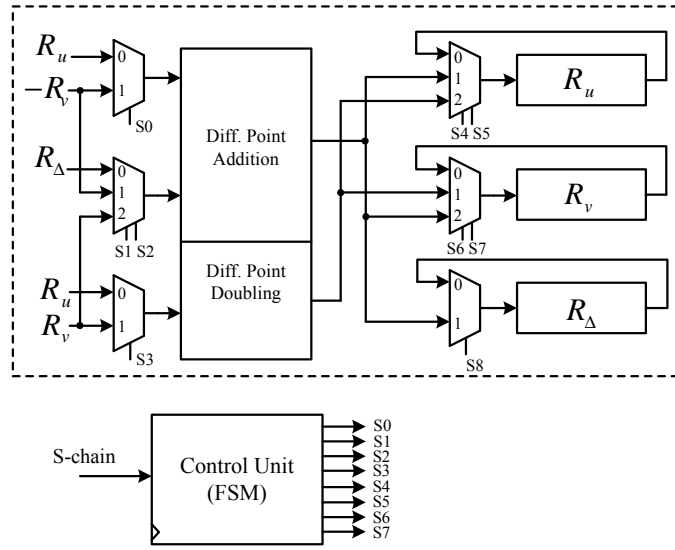 R_u
0
-R_v
1
S0
R_Δ
0
1
2
S1 S2
R_u
0
R_v
1
S3
Diff. Point
Addition
Diff. Point
Doubling
0
1
2
S4 S5
R_u
0
1
2
S6 S7
R_v
0
1
S8
R_Δ
S-chain
Control Unit
(FSM)
S0
S1
S2
S3
S4
S5
S6
S7